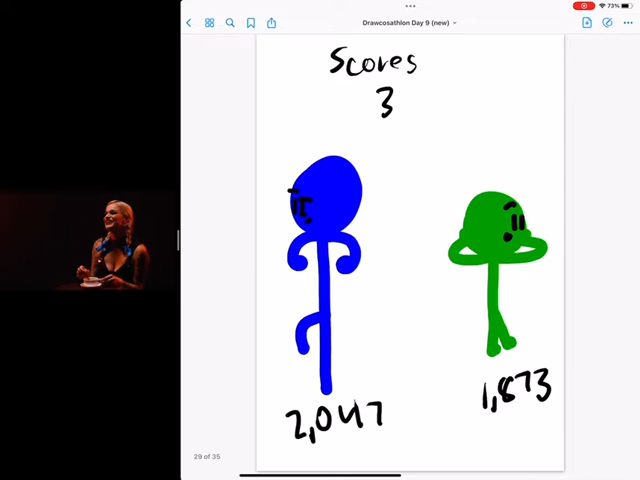 73%
Drawcosathlon Day 9 (new)
Scores
3
2,047
1,873
29 of 35